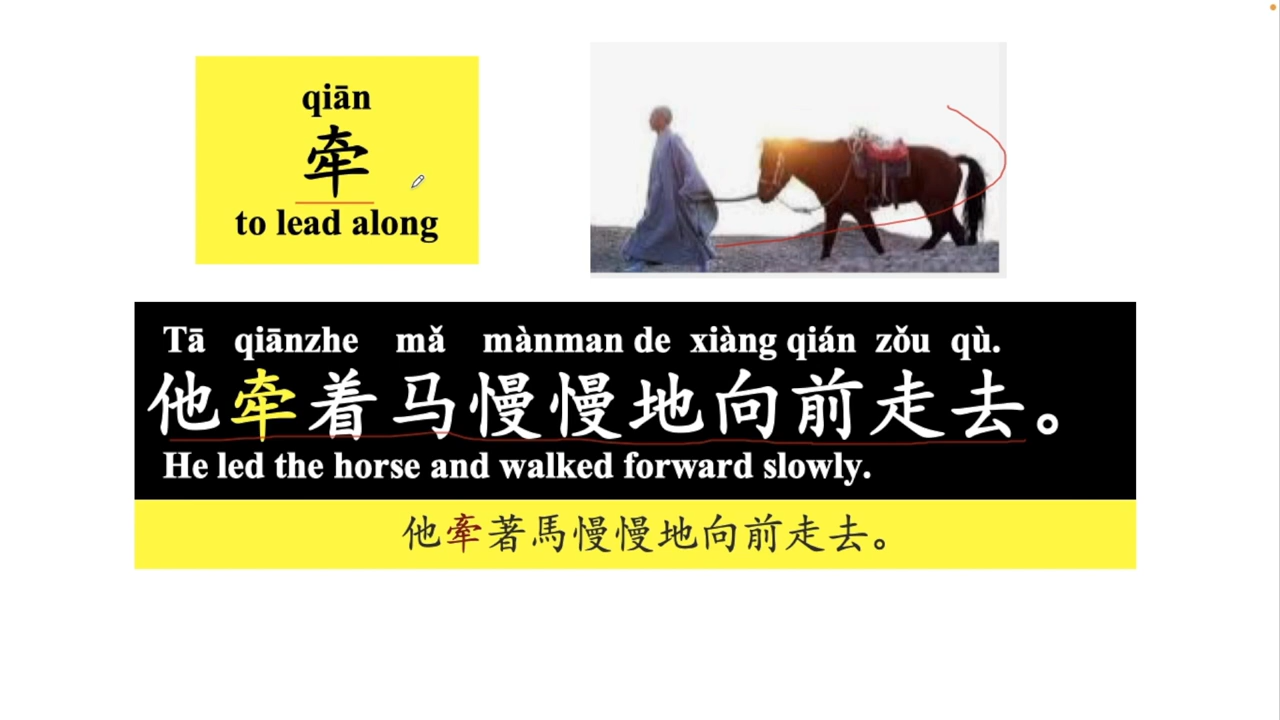 qiān
牵
to lead along
Tā qiānzhe mǎ mànman de xiàng qián zǒu qù.
他牵着马慢慢地向前走去。
He led the horse and walked forward slowly.
他牽著馬慢慢地向前走去。